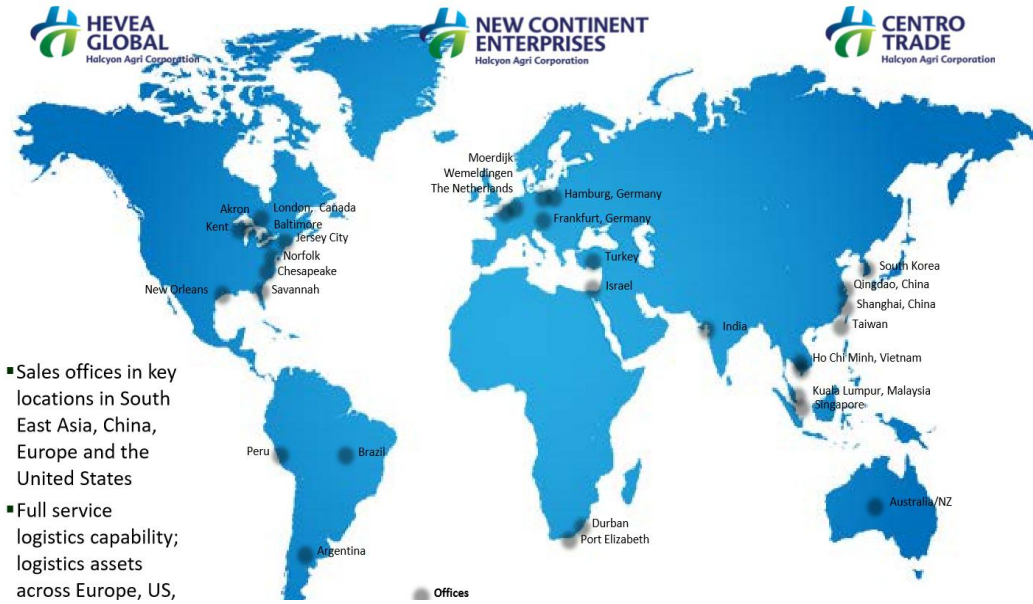 HEVEA
GLOBAL
Halcyon Agri Corporation
NEW CONTINENT
ENTERPRISES
Halcyon Agri Corporation
CENTRO
TRADE
Halcyon Agri Corporation
Moerdijk
Wemeldingen
The Netherlands
Hamburg, Germany
Frankfurt, Germany
Akron
London, Canada
Kent
Baltimore
Jersey City
Norfolk
Chesapeake
New Orleans
Savannah
Turkey
Israel
South Korea
Qingdao, China
Shanghai, China
Taiwan
India
Ho Chi Minh, Vietnam
Kuala Lumpur, Malaysia
Singapore
▪Sales offices in key
locations in South
East Asia, China,
Europe and the
United States
Peru
Brazil
Australia/NZ
▪Full service
logistics capability;
logistics assets
across Europe, US,
Durban
Port Elizabeth
Argentina
Offices